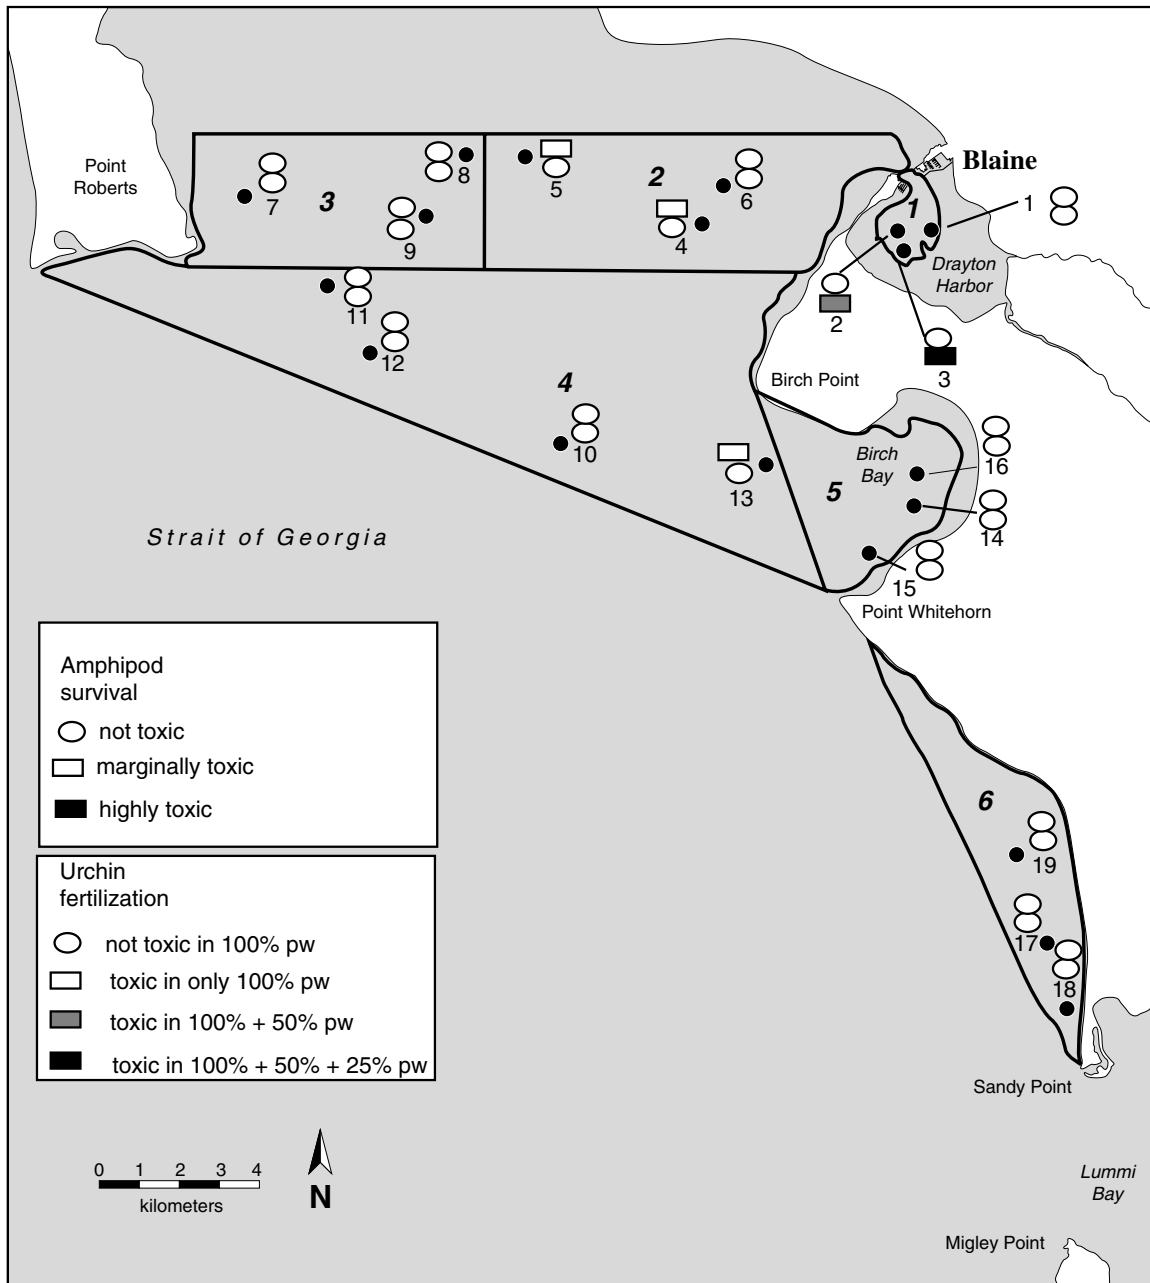 Point
Roberts
Blaine
3
7
8
9
2
5
6
4
1
1
Drayton
Harbor
2
3
11
12
4
10
13
Birch Point
Birch
Bay
5
16
14
15
Point Whitehorn
Strait of Georgia
Amphipod
survival
not toxic
marginally toxic
highly toxic
Urchin
fertilization
not toxic in 100% pw
toxic in only 100% pw
toxic in 100% + 50% pw
toxic in 100% + 50% + 25% pw
6
19
17
18
Sandy Point
0 1 2 3 4
kilometers
N
Lummi
Bay
Migley Point